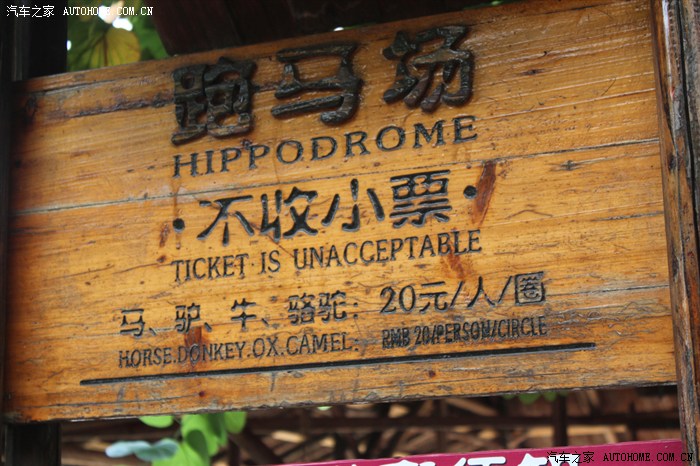 汽车之家 AUTOHOME.COM.CN
跑马场
HIPPODROME
·不收小票·
TICKET IS UNACCEPTABLE
马、驴、牛、骆驼：20元/人/圈
HORSE.DONKEY.OX.CAMEL: RMB 20/PERSON/CIRCLE
汽车之家 AUTOHOME.COM.CN